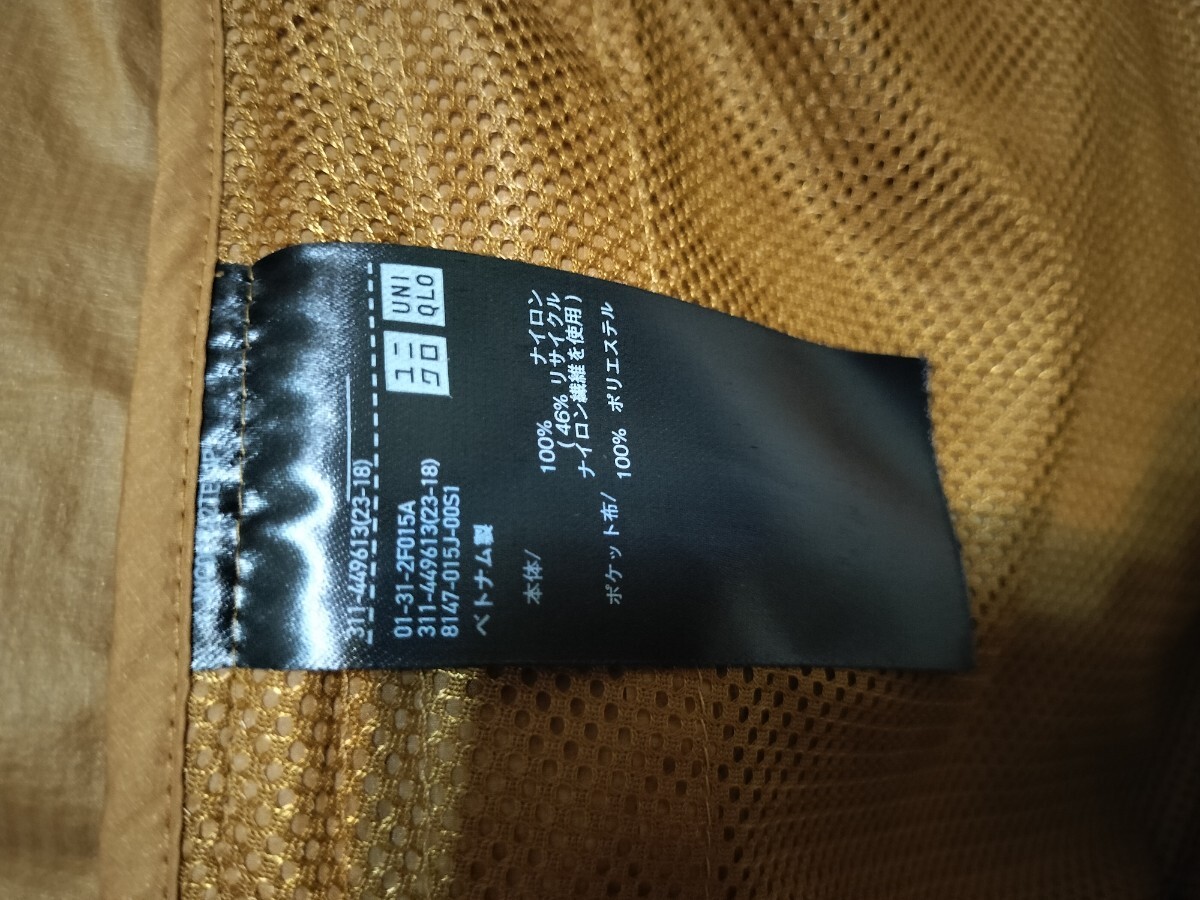 311-449613(23-18)
ユニ
クロ
UNI
QLO
01-31-2F015A
311-449613(23-18)
8147-015J-00S1
ベトナム製
本体/
100% ナイロン
(46% リサイクル
ナイロン繊維を使用)
ポケット布/
100% ポリエステル